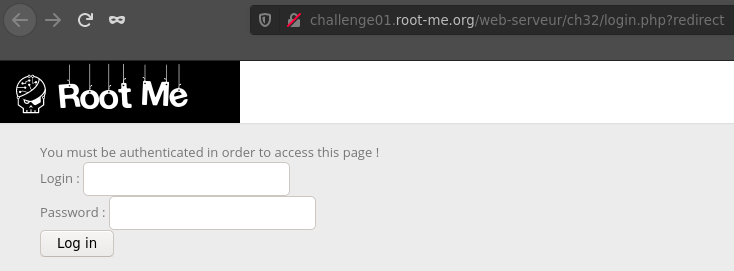 challenge01.root-me.org/web-serveur/ch32/login.php?redirect
Root Me
You must be authenticated in order to access this page !
Login :
Password :
Log in